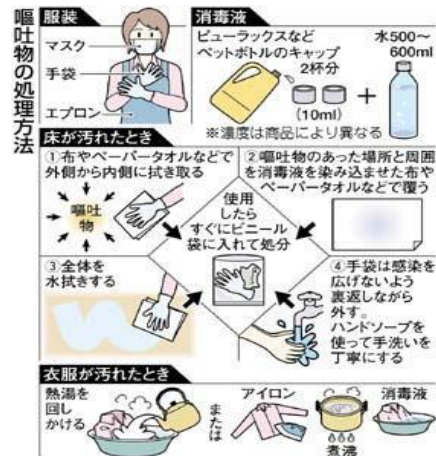 嘔吐物の処理方法
服装
マスク
手袋
エプロン
消毒液
ピューラックスなど
ペットボトルのキャップ
2杯分
(10ml)
+
水500～
600ml
※濃度は商品により異なる
床が汚れたとき
①布やペーパータオルなどで
外側から内側に拭き取る
嘔吐
物
②嘔吐物のあった場所と周囲
を消毒液を染み込ませた布や
ペーパータオルなどで覆う
使用
したら
すぐにビニール
袋に入れて処分
③全体を
水拭きする
④手袋は感染を
広げないよう
裏返しながら
外す。
ハンドソープを
使って手洗いを
丁寧にする
衣服が汚れたとき
熱湯を
回し
かける
または
アイロン
煮沸
消毒液